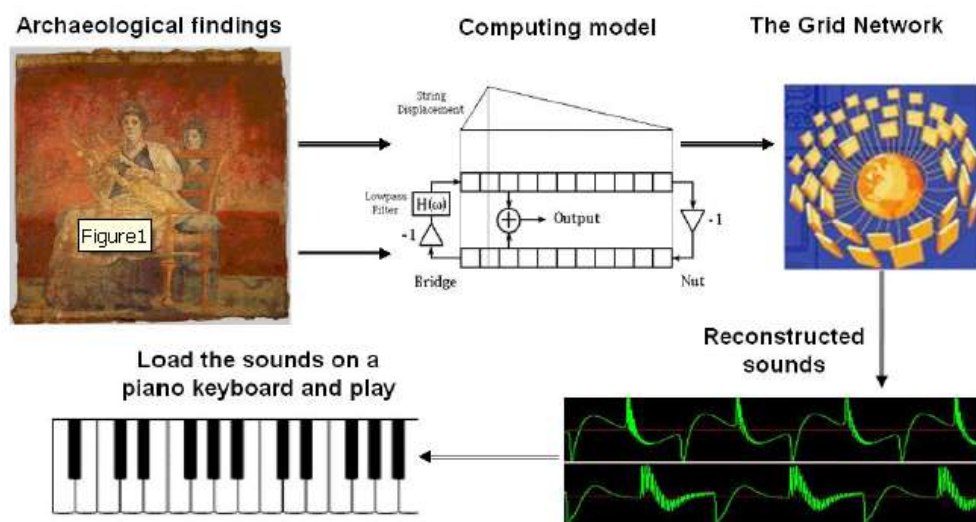 Archaeological findings
Computing model
The Grid Network
String
Displacement
Lowpass
Filter
H(ω)
-1
Output
-1
Figure1
Bridge
Nut
Reconstructed
sounds
Load the sounds on a
piano keyboard and play